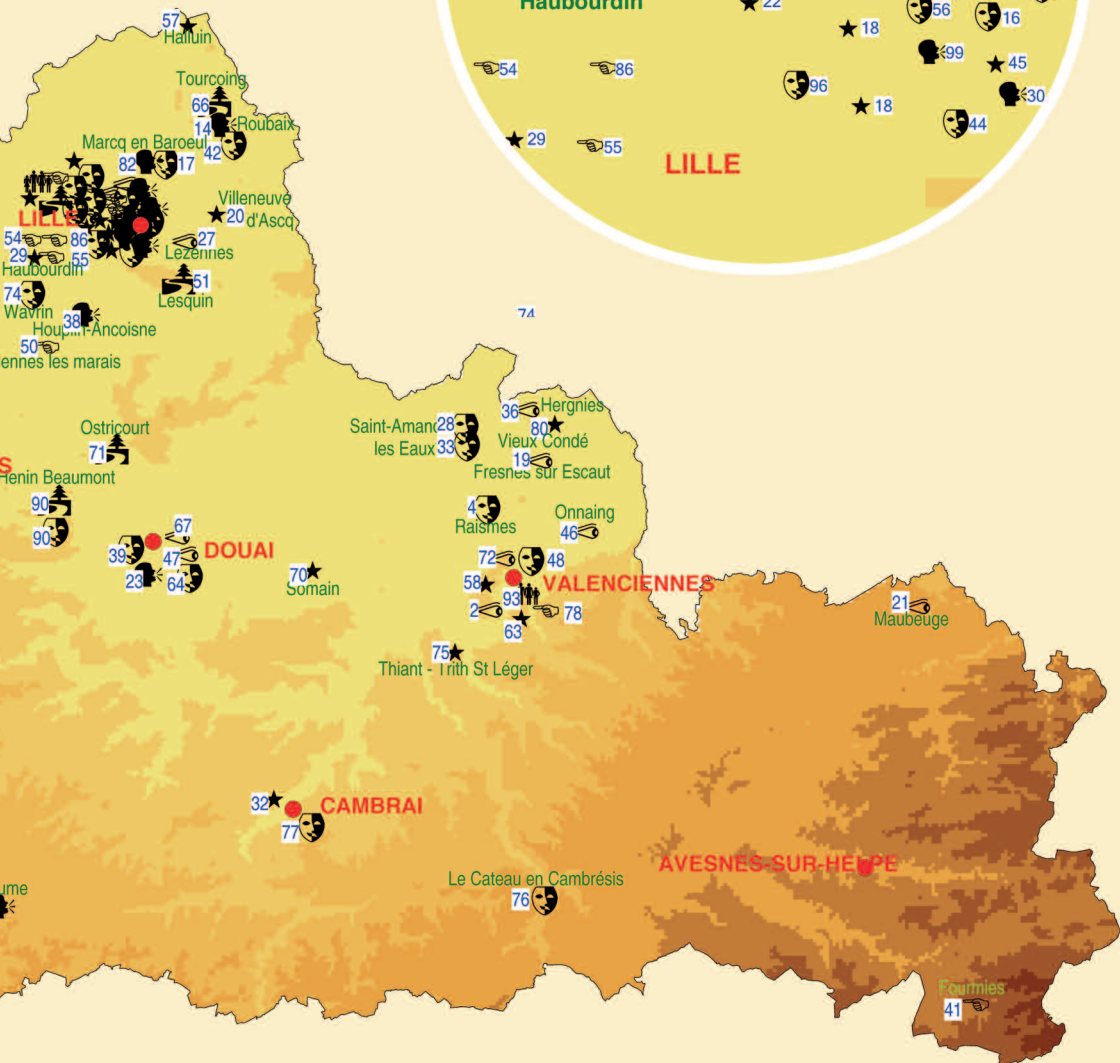 Haubourdin
22
56
16
18
99
45
54
86
96
30
18
44
29
55
LILLE
57
Halluin
Tourcoing
66
14
Roubaix
42
Marcq en Baroeul
82
17
Villeneuve
d'Ascq
20
LILLE
54
86
27
Lezennes
29
55
Haubourdin
51
Lesquin
74
Wavrin
38
Houplin-Ancoisne
50
ennes les marais
74
Ostricourt
71
S
Henin Beaumont
90
90
67
39
DOUAI
47
23
64
70
Somain
Saint-Amand
28
les Eaux
33
36
Hergnies
80
Vieux Condé
19
Fresnes sur Escaut
4
Raismes
Onnaing
46
72
48
58
VALENCIENNES
93
2
78
63
75
Thiant - Trith St Léger
21
Maubeuge
32
CAMBRAI
77
AVESNES-SUR-HELPE
Le Cateau en Cambrésis
76
ume
Fourmies
41